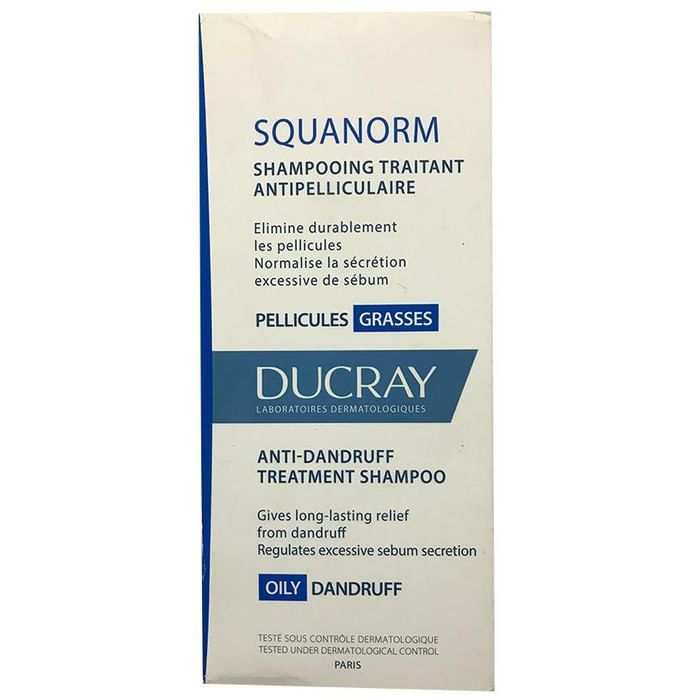 SQUANORM
SHAMPOOING TRAITANT
ANTIPELLICULAIRE
Elimine durablement
les pellicules
Normalise la sécrétion
excessive de sébum
PELLICULES GRASSES
DUCRAY
LABORATOIRES DERMATOLOGIQUES
ANTI-DANDRUFF
TREATMENT SHAMPOO
Gives long-lasting relief
from dandruff
Regulates excessive sebum secretion
OILY DANDRUFF
TESTÉ SOUS CONTRÔLE DERMATOLOGIQUE
TESTED UNDER DERMATOLOGICAL CONTROL
PARIS